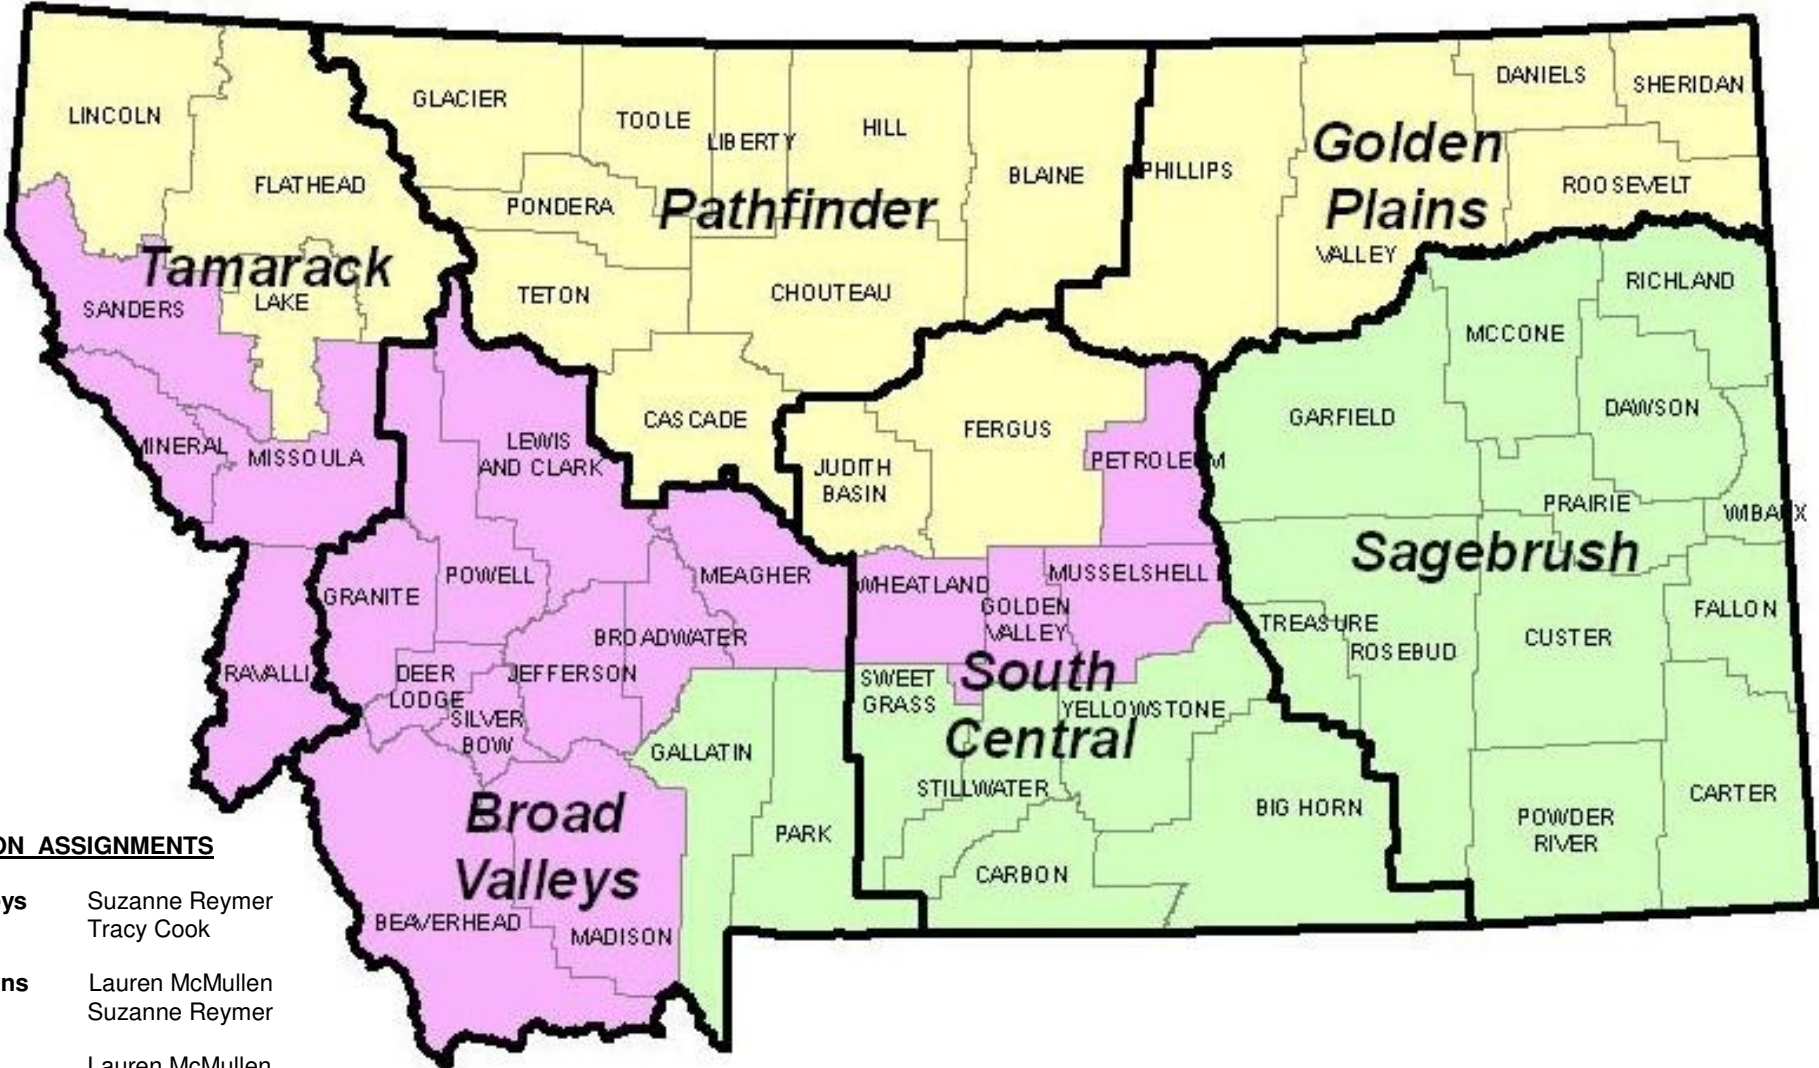 LINCOLN
FLATHEAD
GLACIER
TOOLE
LIBERTY
HILL
BLAINE
PHILLIPS
DANIELS
SHERIDAN
Golden
Plains
ROOSEVELT
VALLEY
PONDERA
Pathfinder
TETON
CHOUTEAU
Tamarack
SANDERS
LAKE
RICHLAND
MCCONE
DAWSON
GARFIELD
CASCADE
FERGUS
JUDITH
BASIN
PETROLEUM
MINERAL
MISSOULA
LEWIS
AND CLARK
PRAIRIE
WIBAUX
Sagebrush
POWELL
GRANITE
MEAGHER
WHEATLAND
MUSSELSHELL
GOLDEN
VALLEY
TREASURE
ROSEBUD
CUSTER
FALLON
BROADWATER
RAVALLI
DEER
LODGE
JEFFERSON
SILVER
BOW
SWEET
GRASS
South
Central
YELLOWSTONE
GALLATIN
STILLWATER
BIG HORN
CARTER
POWDER
RIVER
PARK
CARBON
Broad
Valleys
BEAVERHEAD
MADISON
ON ASSIGNMENTS
ys Suzanne Reymer
Tracy Cook
ns Lauren McMullen
Suzanne Reymer
Lauren McMullen